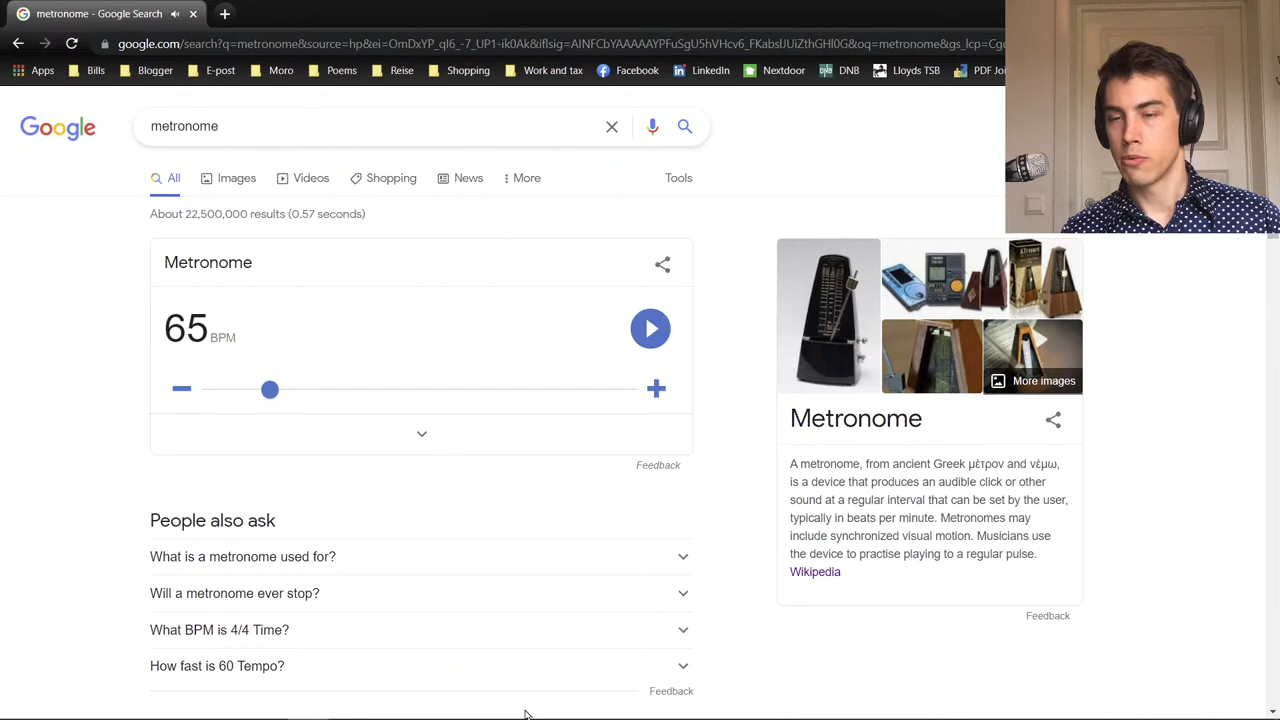 metronome - Google Search
google.com/search?q=metronome&source=hp&ei=OmDxYP_ql6_-7_UP1-ik0Ak&iflsig=AINFCbYAAAAAYPFuSgU5hVHcv6_FKabslJUiZthGHl0G&oq=metronome&gs_lcp=Cgc
Apps Bills Blogger E-post Moro Poems Reise Shopping Work and tax Facebook LinkedIn Nextdoor DNB Lloyds TSB PDF Join
Google
metronome
All Images Videos Shopping News More Tools
About 22,500,000 results (0.57 seconds)
Metronome
65 BPM
Feedback
People also ask
What is a metronome used for?
Will a metronome ever stop?
What BPM is 4/4 Time?
How fast is 60 Tempo?
Feedback
More images
Metronome
A metronome, from ancient Greek μέτρον and νέμω,
is a device that produces an audible click or other
sound at a regular interval that can be set by the user,
typically in beats per minute. Metronomes may
include synchronized visual motion. Musicians use
the device to practise playing to a regular pulse.
Wikipedia
Feedback